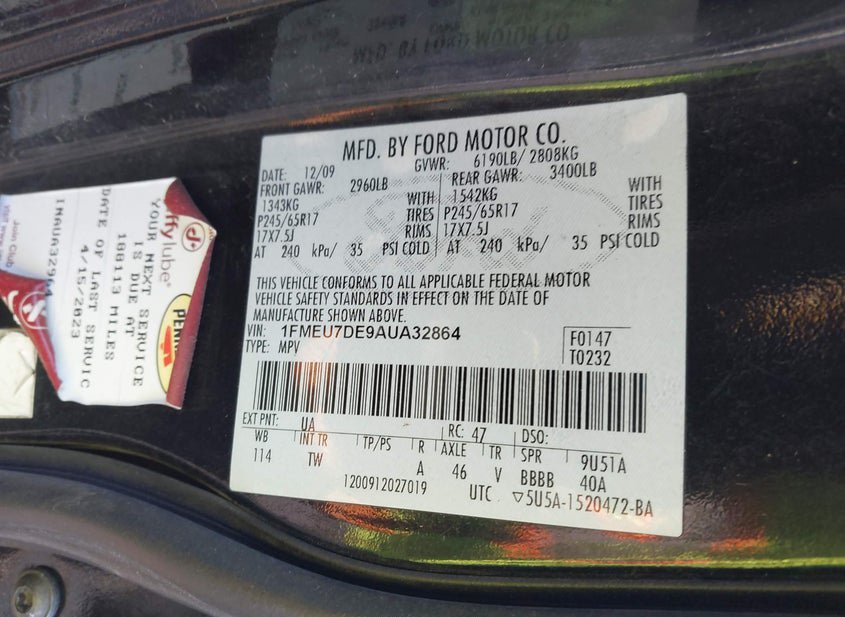 MFD. BY FORD MOTOR CO.
DATE: 12/09 GVWR: 6190LB/ 2808KG
FRONT GAWR: 2960LB REAR GAWR: 3400LB
1343KG WITH 1542KG WITH
P245/65R17 TIRES P245/65R17 TIRES
17X7.5J RIMS 17X7.5J RIMS
AT 240 kPa/ 35 PSI COLD AT 240 kPa/ 35 PSI COLD
THIS VEHICLE CONFORMS TO ALL APPLICABLE FEDERAL MOTOR
VEHICLE SAFETY STANDARDS IN EFFECT ON THE DATE OF
MANUFACTURE SHOWN ABOVE.
VIN: 1FMEU7DE9AUA32864
TYPE: MPV
F0147
T0232
EXT PNT: UA RC: 47 DSO:
WB INT TR TP/PS R AXLE TR SPR 9U51A
114 TW A 46 V BBBB 40A
1200912027019 UTC ▽5U5A-1520472-BA
ffy lube®
YOUR NEXT SERVICE
IS DUE AT
188113 MILES
DATE OF LAST SERVIC
4/15/2023
Join Club